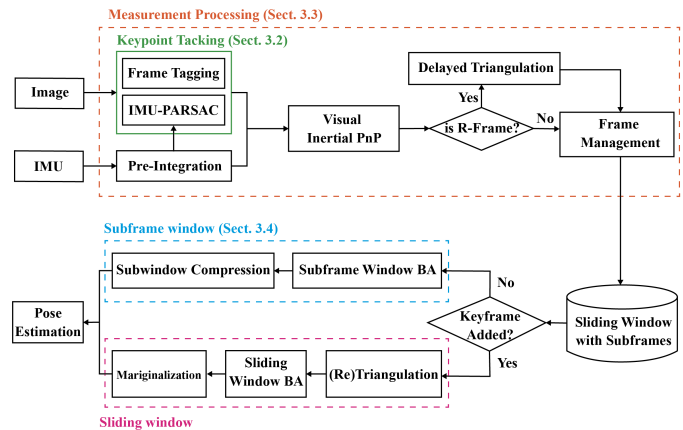 Measurement Processing (Sect. 3.3)
Keypoint Tacking (Sect. 3.2)
Frame Tagging
IMU-PARSAC
Image
IMU
Pre-Integration
Visual
Inertial PnP
Delayed Triangulation
Yes
is R-Frame?
No
Frame
Management
Subframe window (Sect. 3.4)
Subwindow Compression
Subframe Window BA
No
Pose
Estimation
Keyframe
Added?
Sliding Window
with Subframes
Yes
Mariginalization
Sliding
Window BA
(Re)Triangulation
Sliding window